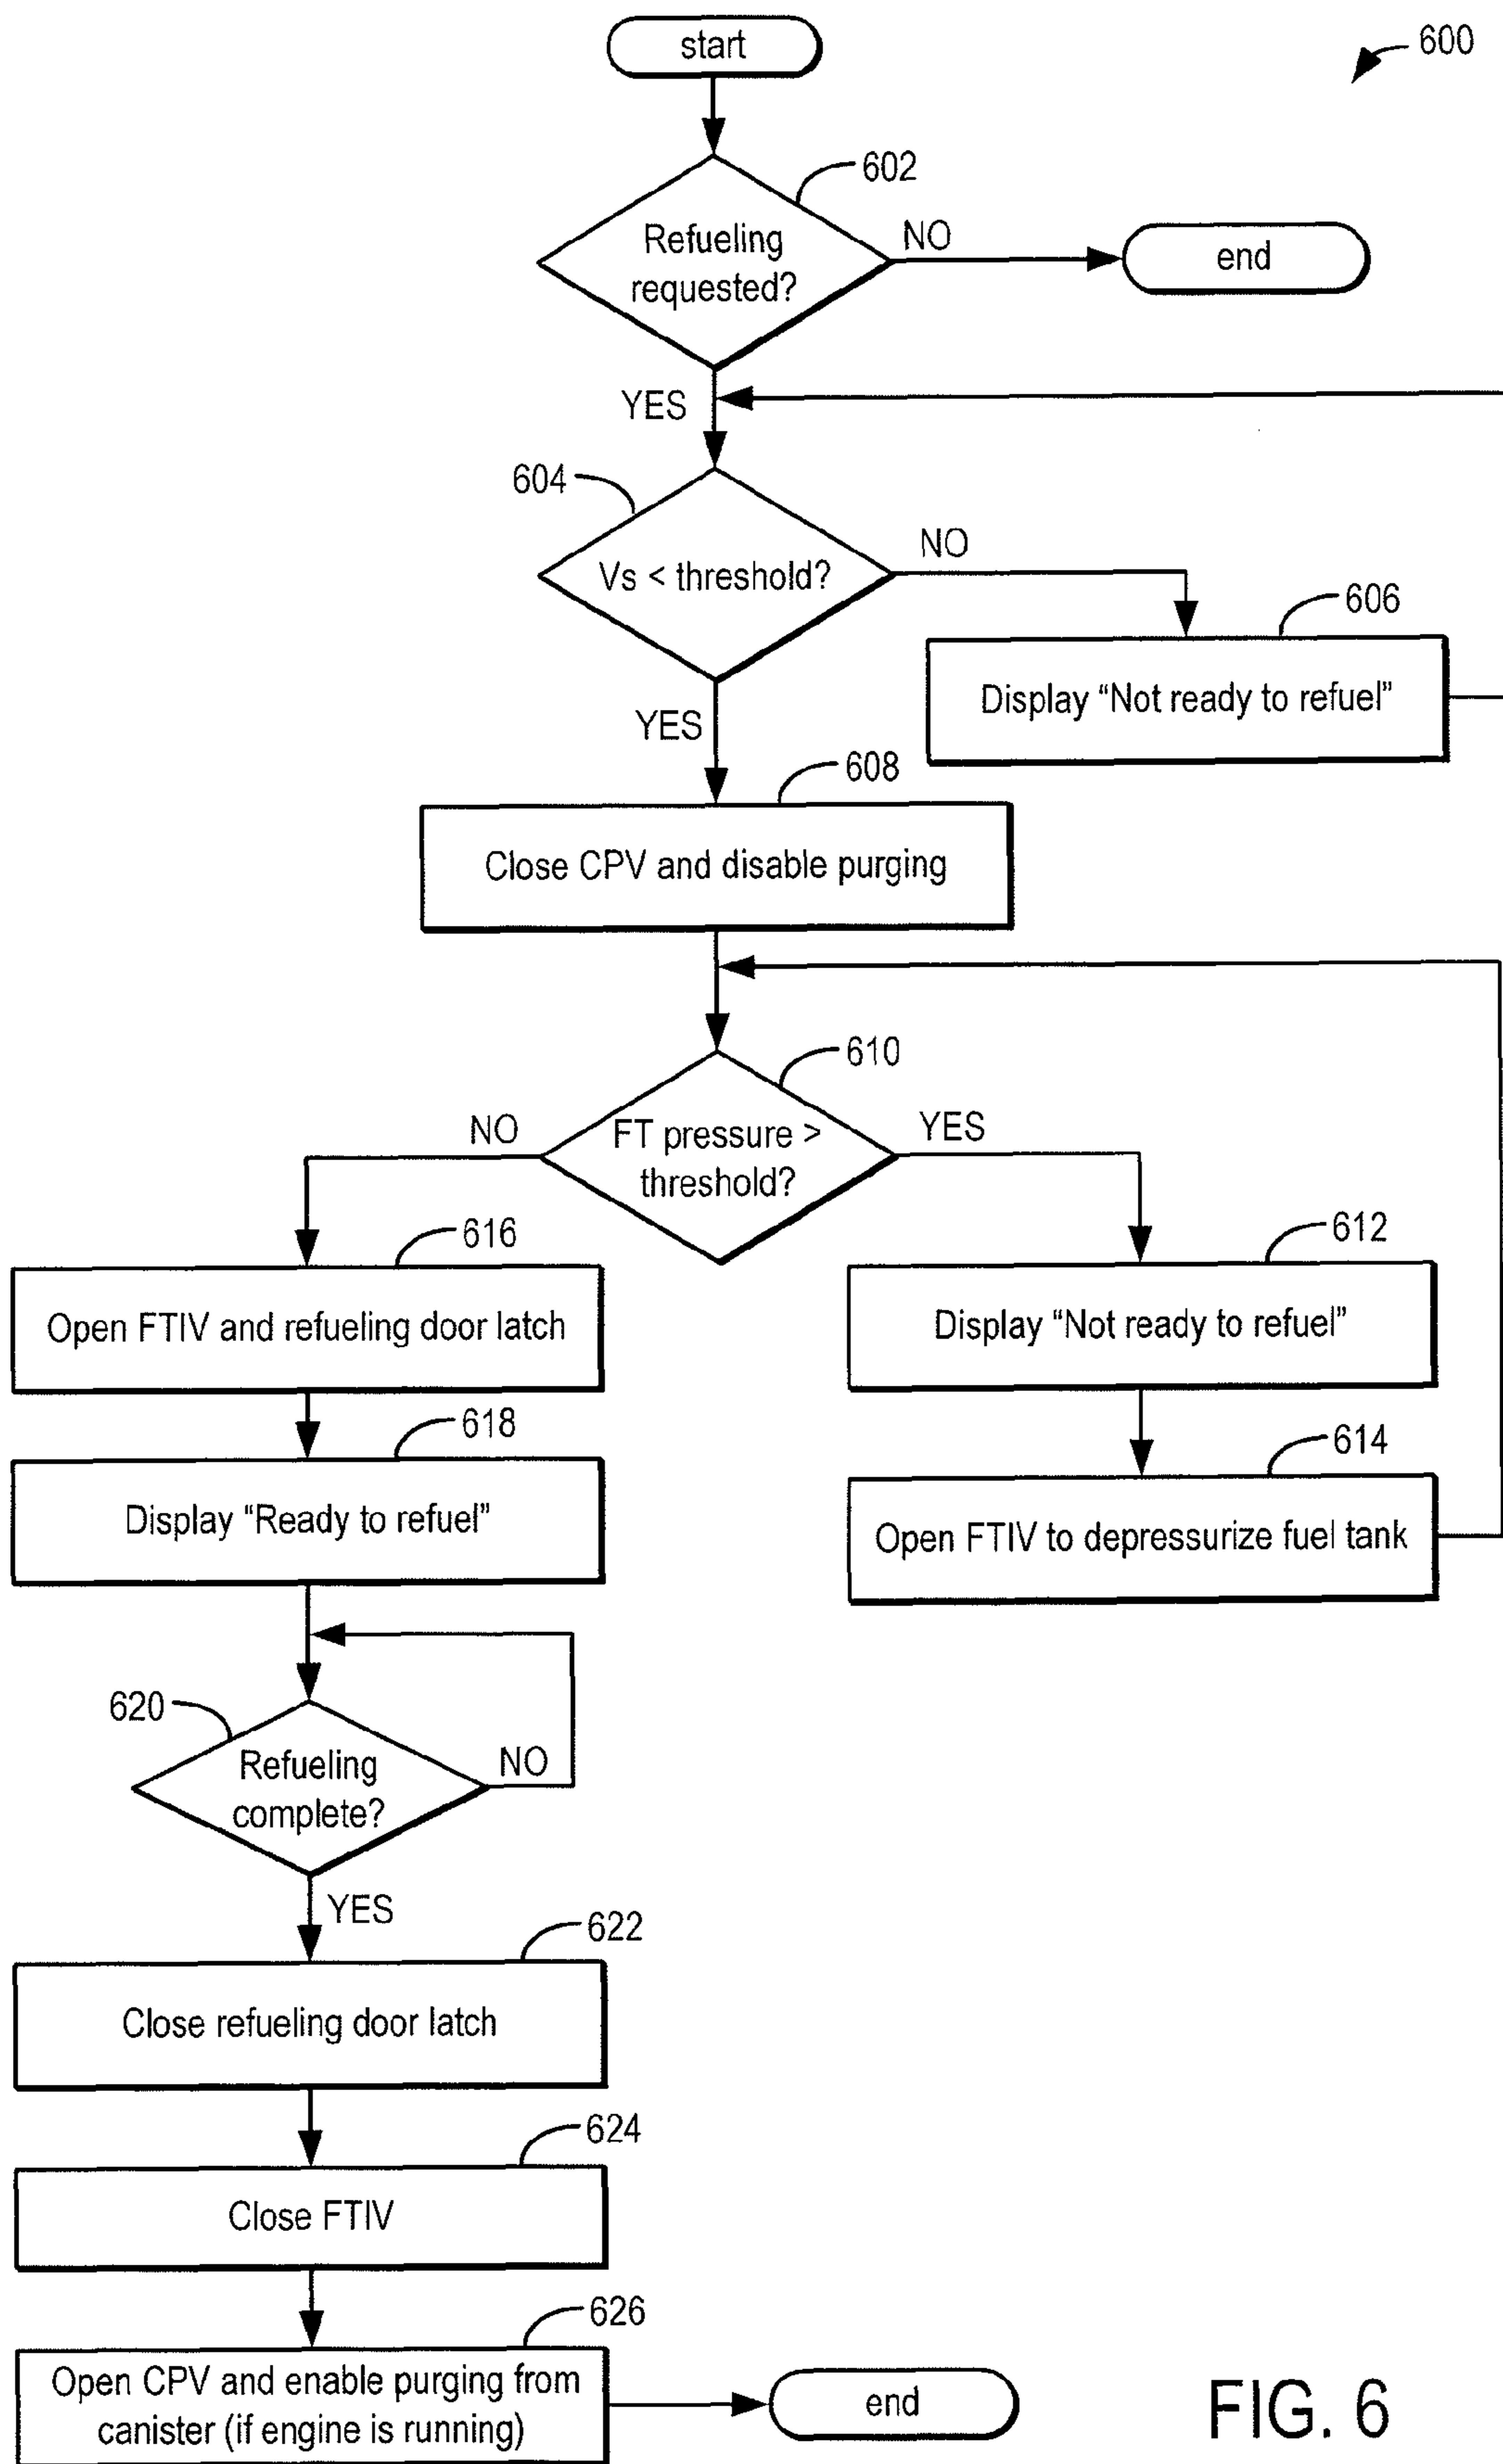 start
600
602
Refueling
requested?
NO
end
YES
604
Vs < threshold?
NO
606
Display “Not ready to refuel”
YES
608
Close CPV and disable purging
610
FT pressure >
threshold?
NO
YES
616
Open FTIV and refueling door latch
612
Display “Not ready to refuel”
618
Display “Ready to refuel”
614
Open FTIV to depressurize fuel tank
620
Refueling
complete?
NO
YES
622
Close refueling door latch
624
Close FTIV
626
Open CPV and enable purging from
canister (if engine is running)
end
FIG. 6